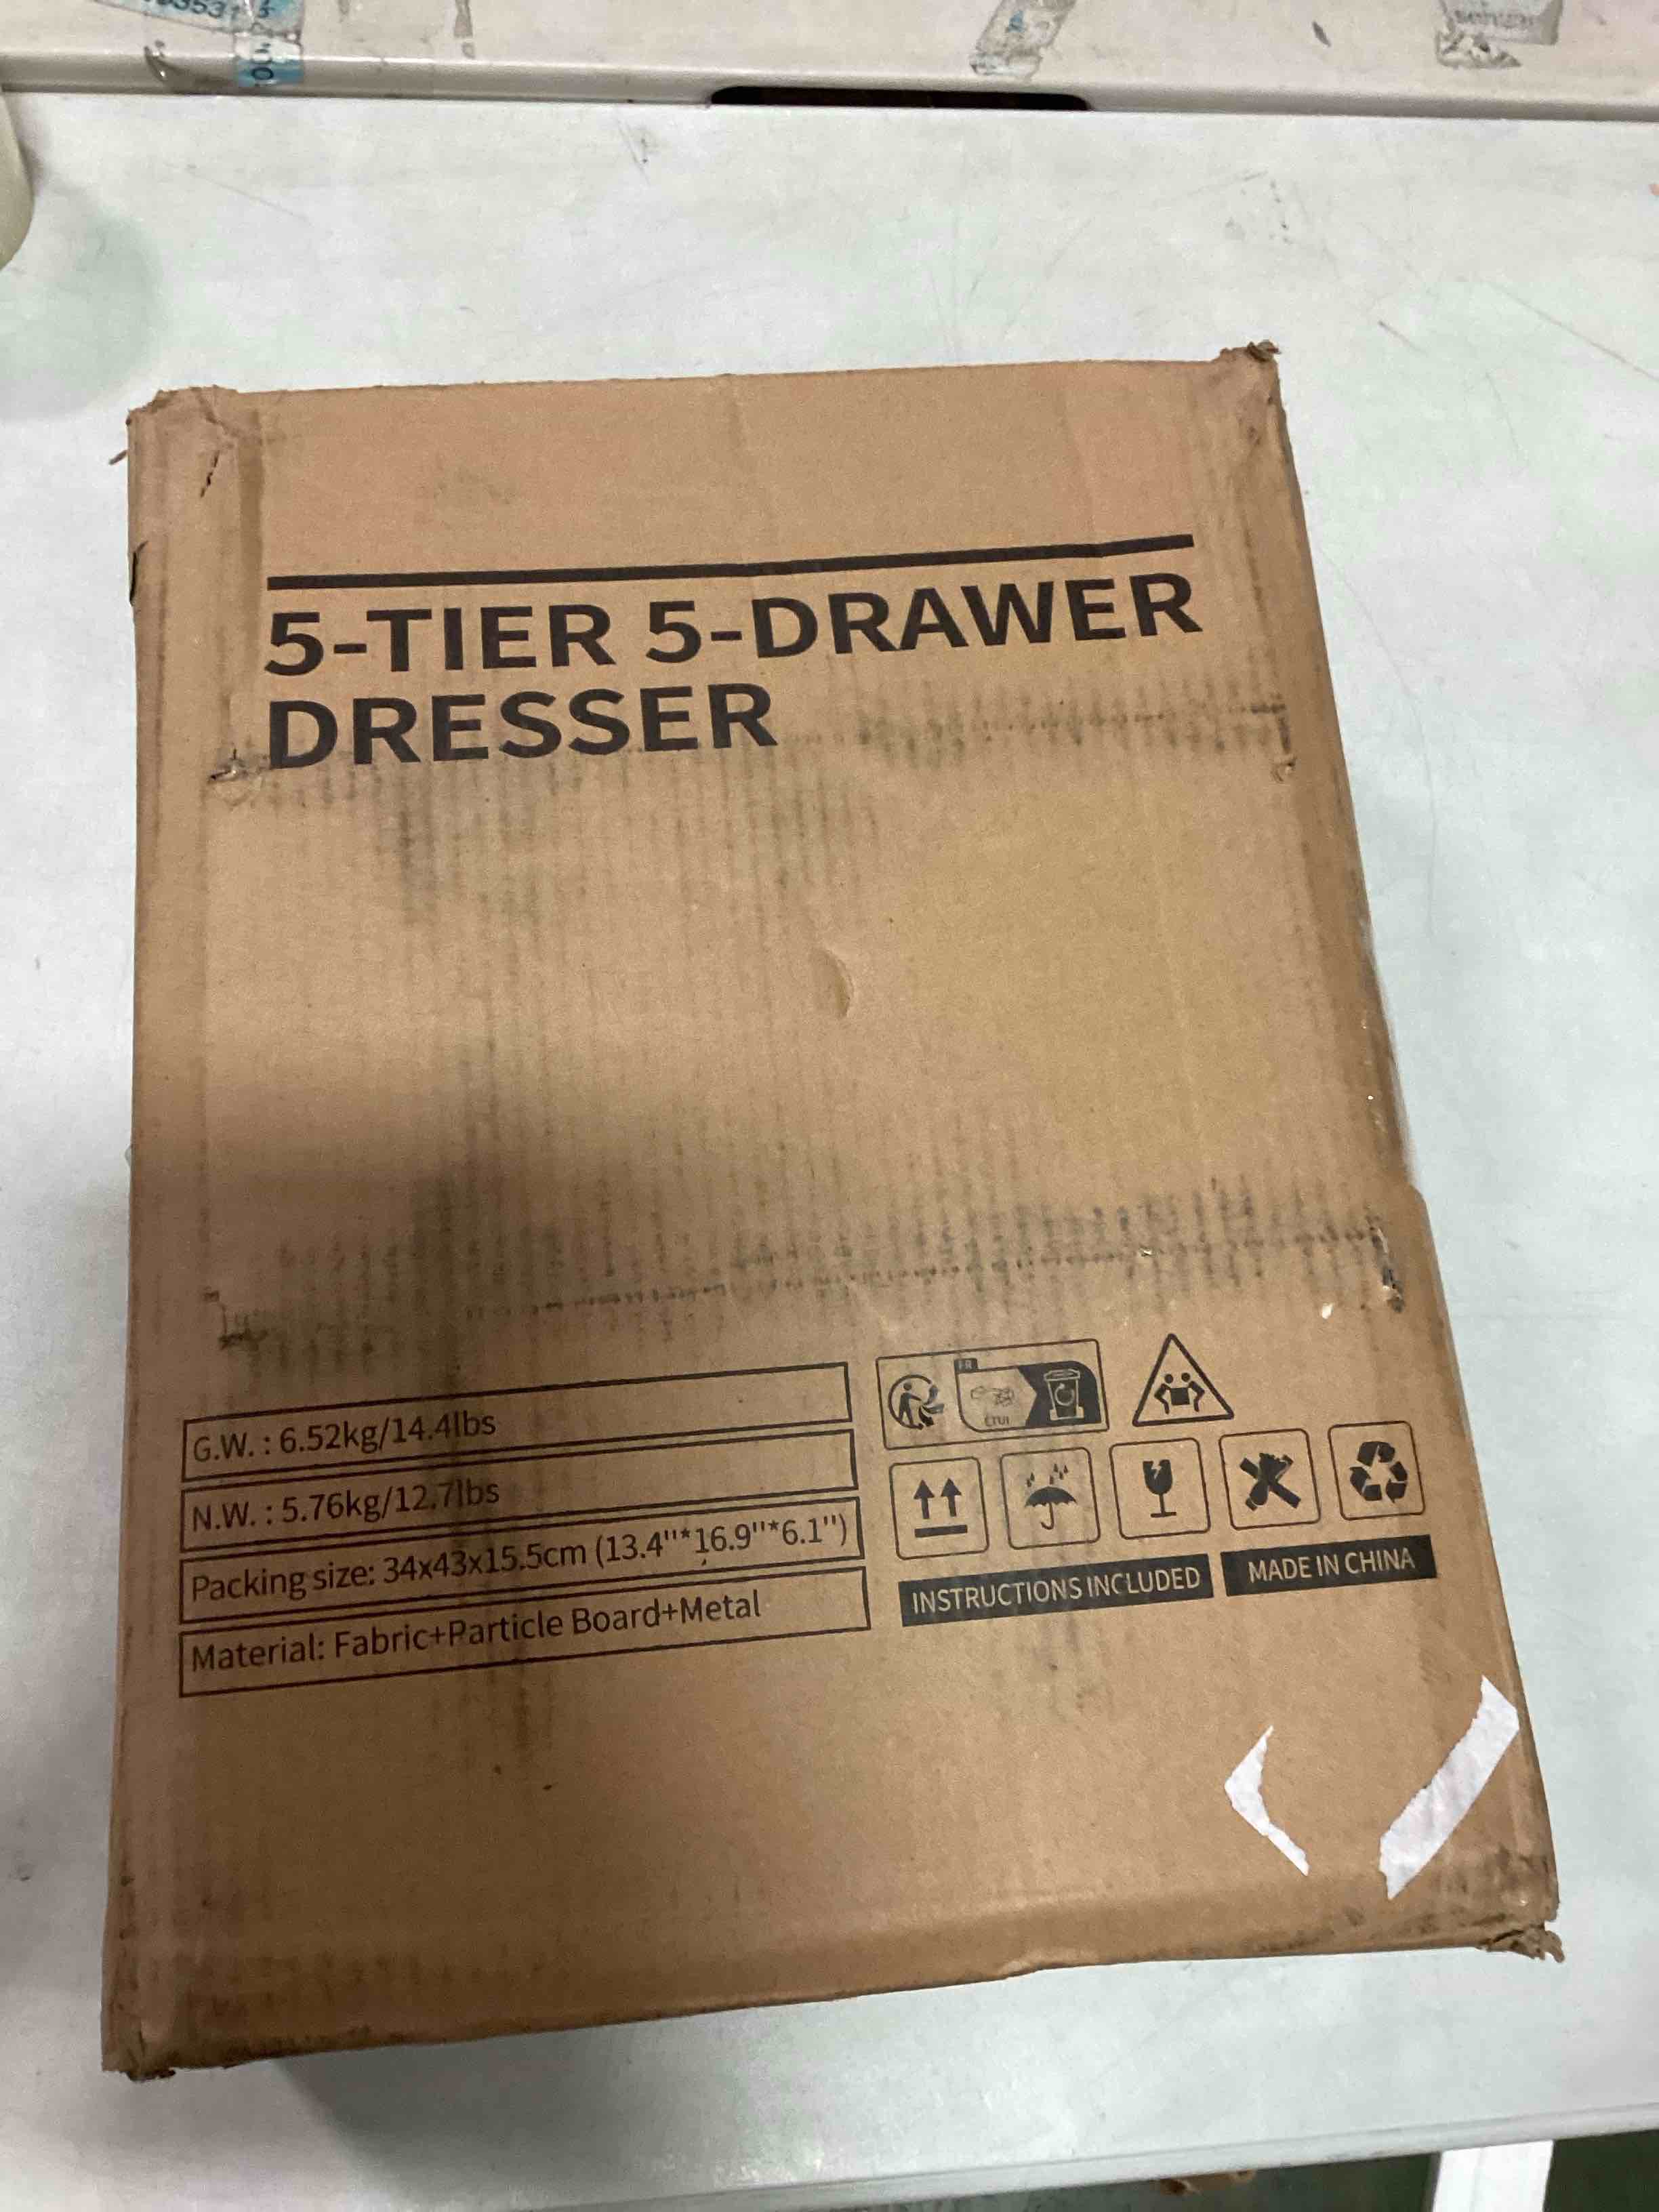 5-TIER 5-DRAWER
DRESSER
G.W. : 6.52kg/14.4lbs
N.W. : 5.76kg/12.7lbs
Packing size: 34x43x15.5cm (13.4''*16.9''*6.1'')
Material: Fabric+Particle Board+Metal
FR
INSTRUCTIONS INCLUDED
MADE IN CHINA